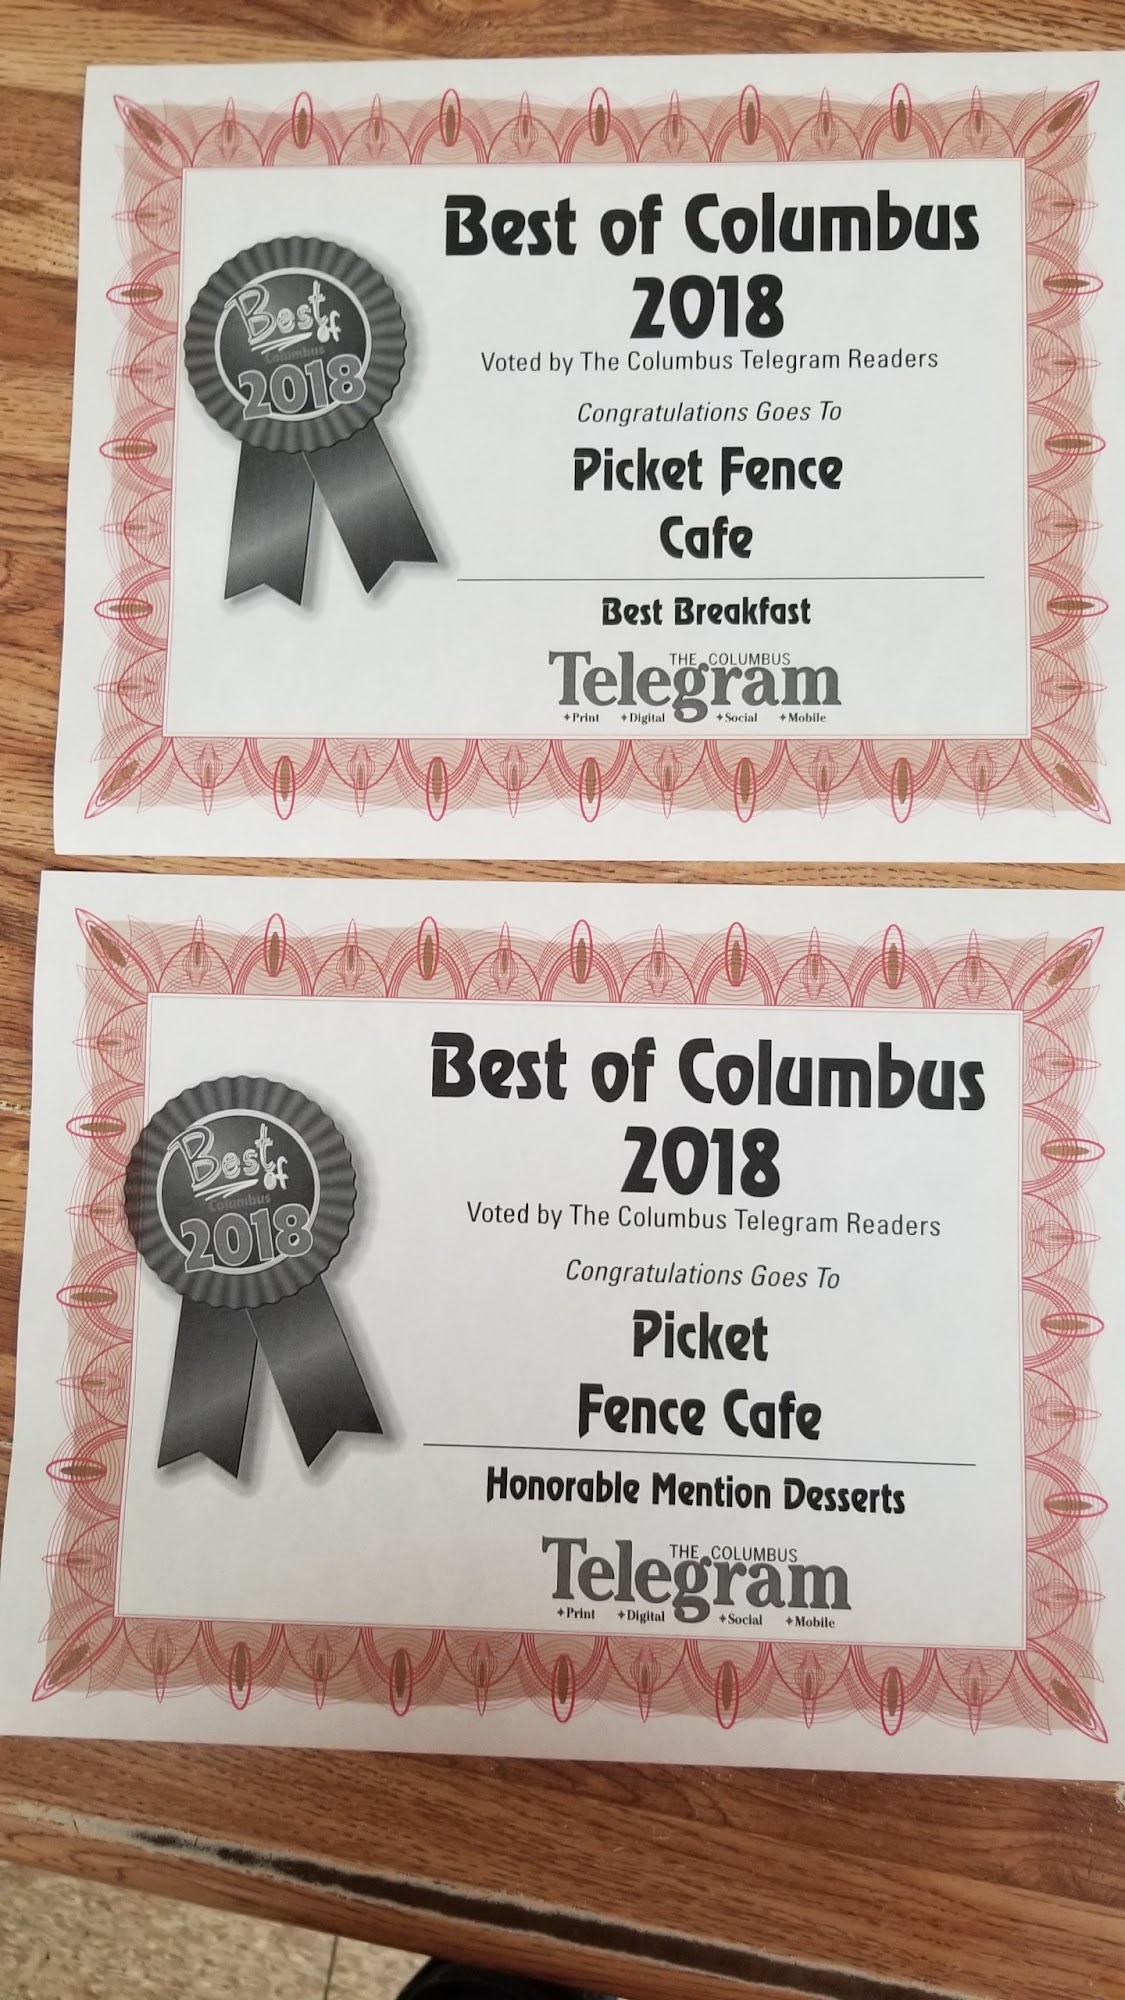 Best of Columbus
2018
Voted by The Columbus Telegram Readers
Congratulations Goes To
Picket Fence
Cafe
Best Breakfast
THE COLUMBUS
Telegram
+Print +Digital +Social +Mobile
Best
of
Columbus
2018
Best of Columbus
2018
Voted by The Columbus Telegram Readers
Congratulations Goes To
Picket
Fence Cafe
Honorable Mention Desserts
THE COLUMBUS
Telegram
+Print +Digital +Social +Mobile
Best
of
Columbus
2018